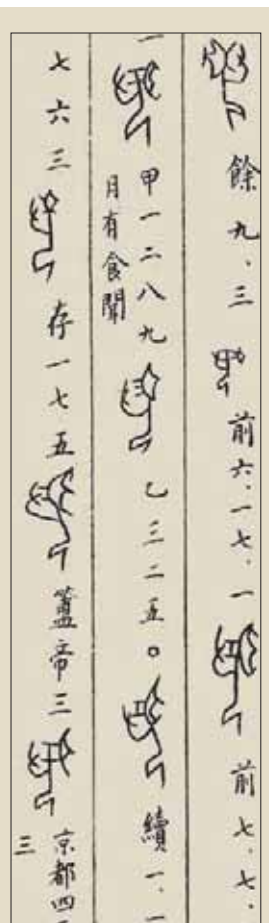 餘九、三 前六、一七、一 前七、七、
一 甲一二八九 月有食聞 乙三二五〇 續一、一
七六三 存一七五 簠帝三 京都四 三